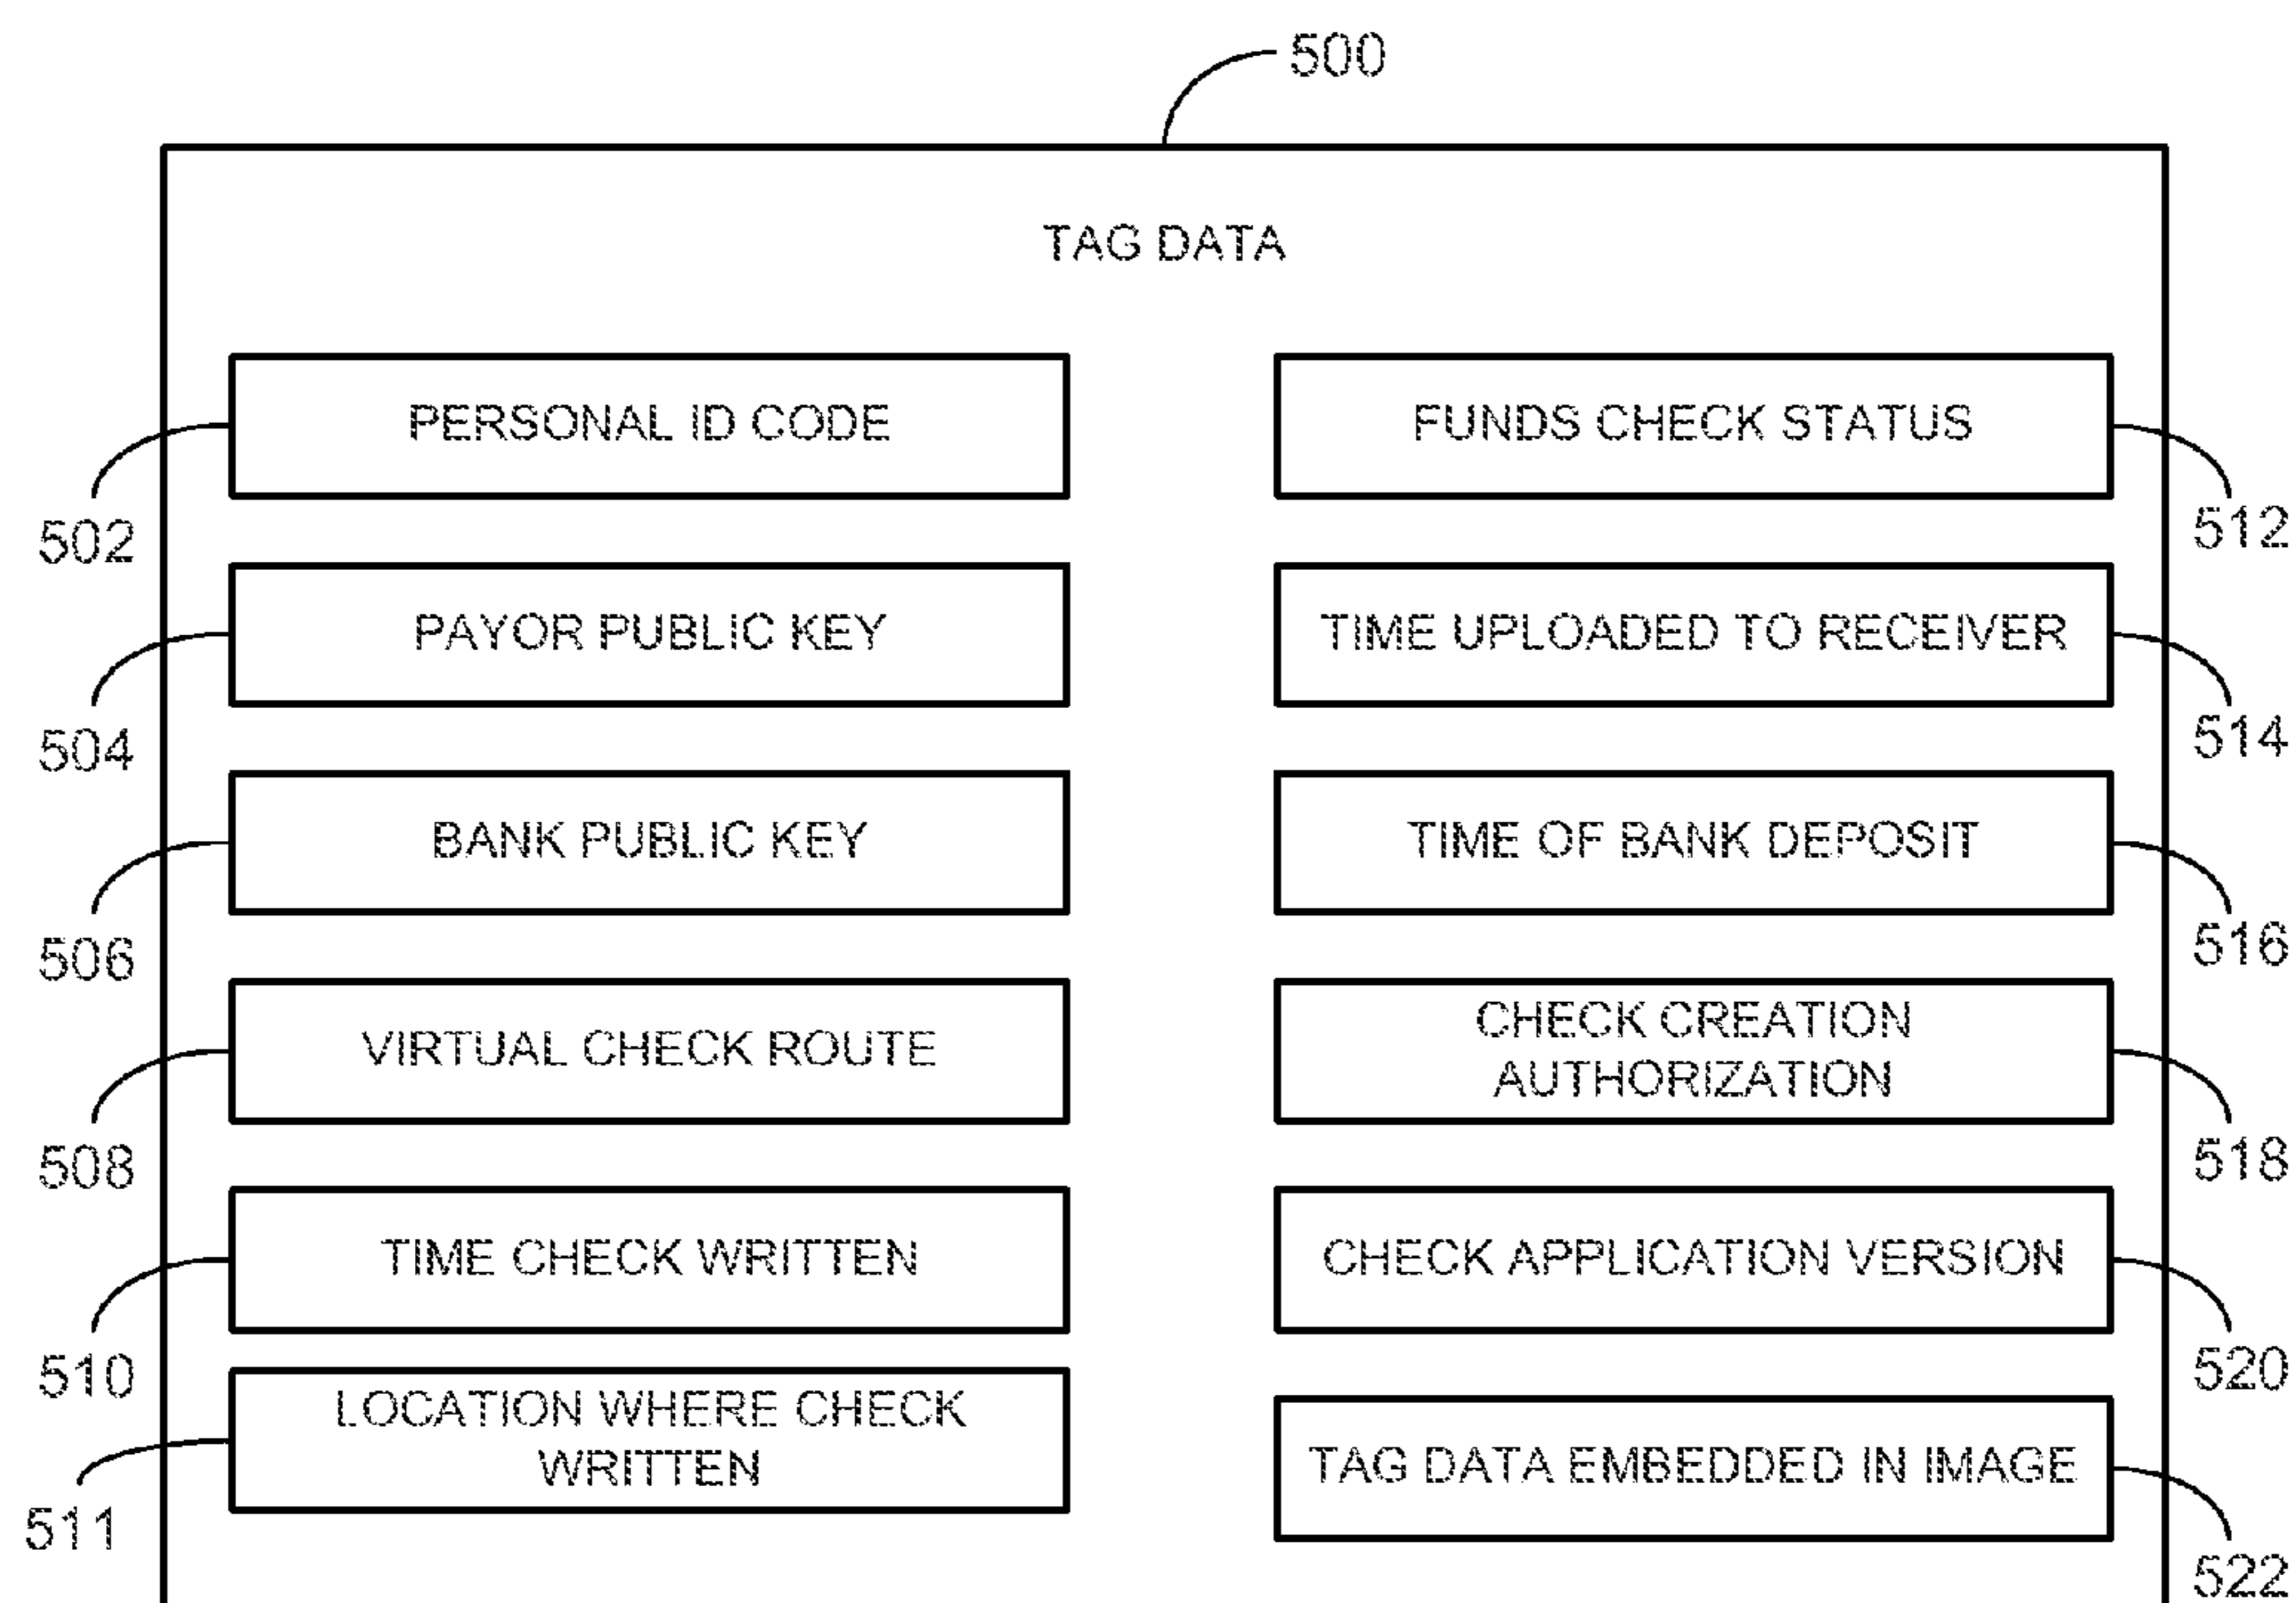 500
TAG DATA
PERSONAL ID CODE
FUNDS CHECK STATUS
502
512
PAYOR PUBLIC KEY
TIME UPLOADED TO RECEIVER
504
514
BANK PUBLIC KEY
TIME OF BANK DEPOSIT
506
516
VIRTUAL CHECK ROUTE
CHECK CREATION
AUTHORIZATION
508
518
TIME CHECK WRITTEN
CHECK APPLICATION VERSION
510
520
LOCATION WHERE CHECK
WRITTEN
TAG DATA EMBEDDED IN IMAGE
511
522